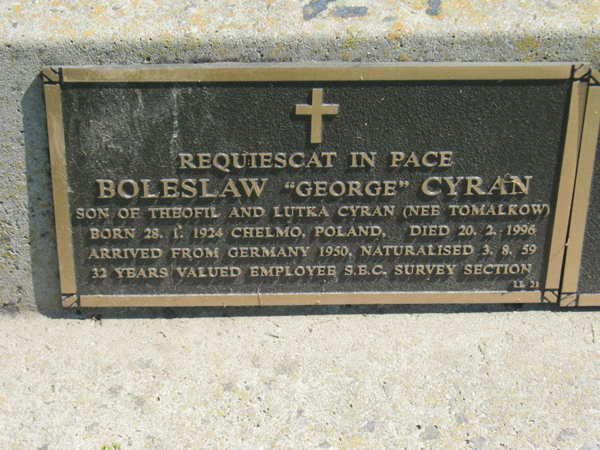 REQUIESCAT IN PACE
BOLESLAW "GEORGE" CYRAN
SON OF THEOFIL AND LUTKA CYRAN (NEE TOMALKOW)
BORN 28. 1. 1924 CHELMO, POLAND, DIED 20. 2. 1996
ARRIVED FROM GERMANY 1950, NATURALISED 3. 8. 59
32 YEARS VALUED EMPLOYEE S.E.C. SURVEY SECTION
LL 21